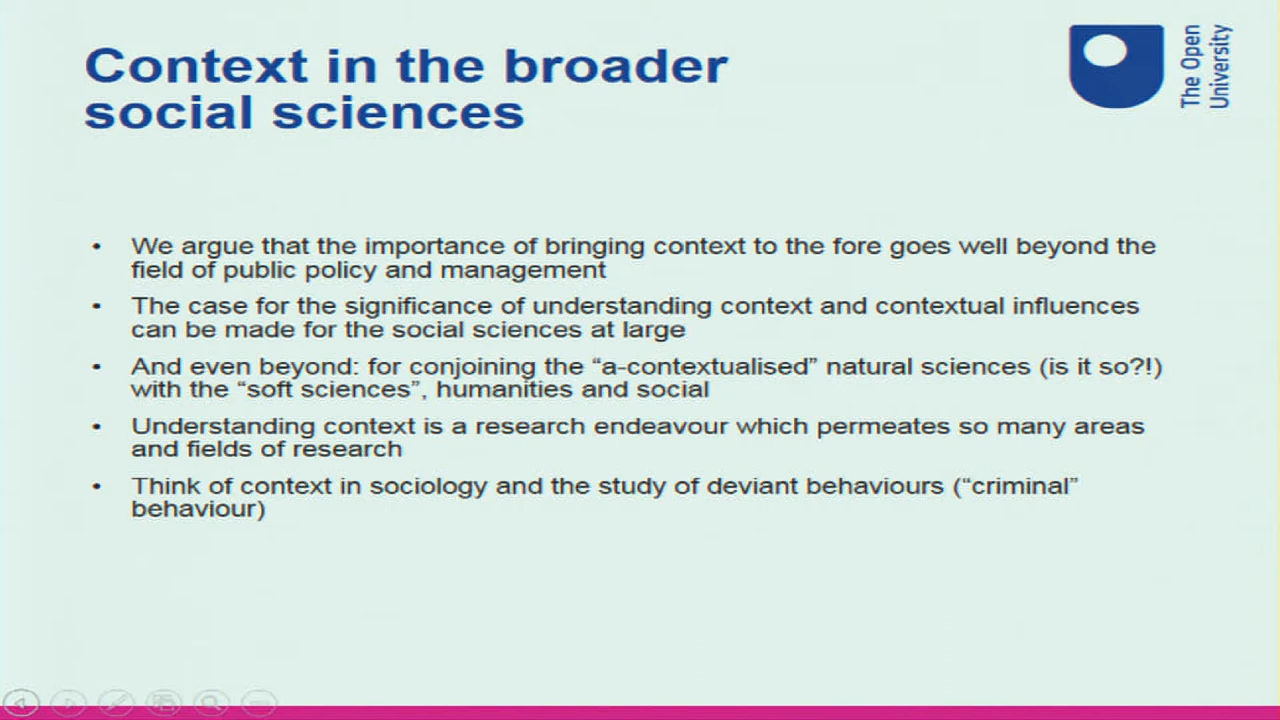 Context in the broader
social sciences
The Open
University
• We argue that the importance of bringing context to the fore goes well beyond the
field of public policy and management
• The case for the significance of understanding context and contextual influences
can be made for the social sciences at large
• And even beyond: for conjoining the “a-contextualised” natural sciences (is it so?!)
with the “soft sciences”, humanities and social
• Understanding context is a research endeavour which permeates so many areas
and fields of research
• Think of context in sociology and the study of deviant behaviours (“criminal”
behaviour)